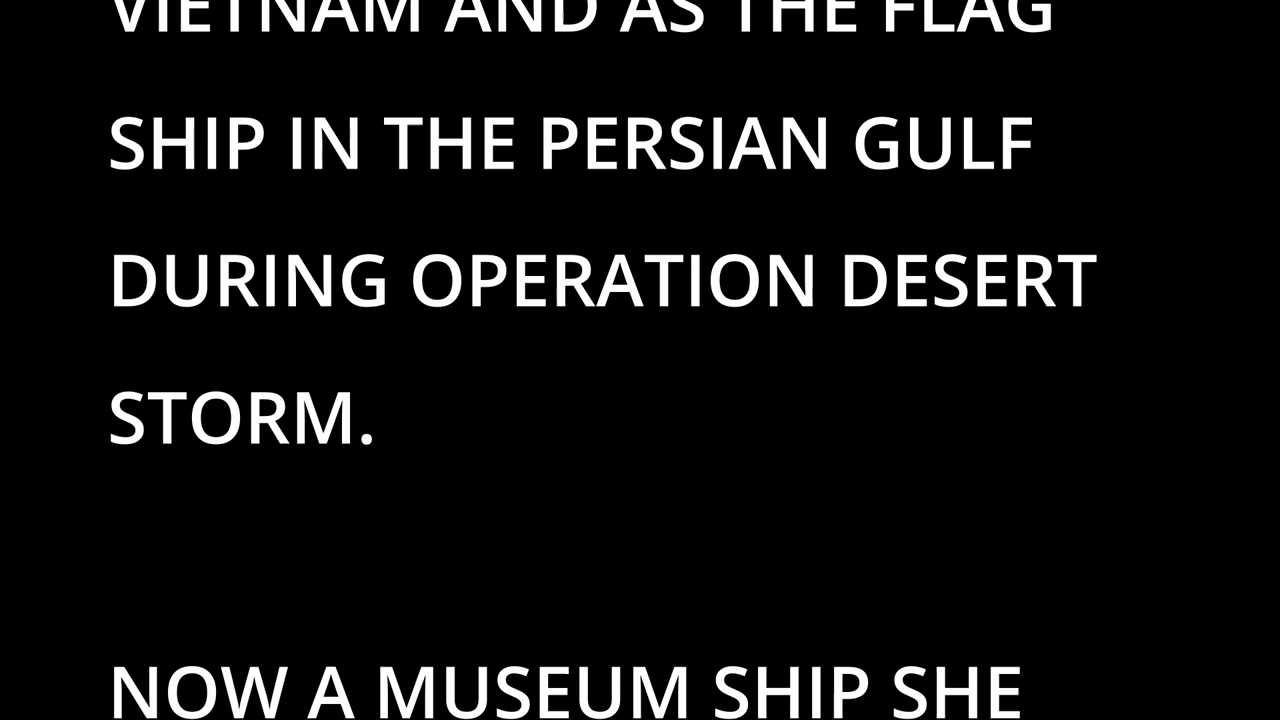 VIETNAM AND AS THE FLAG
SHIP IN THE PERSIAN GULF
DURING OPERATION DESERT
STORM.
NOW A MUSEUM SHIP SHE